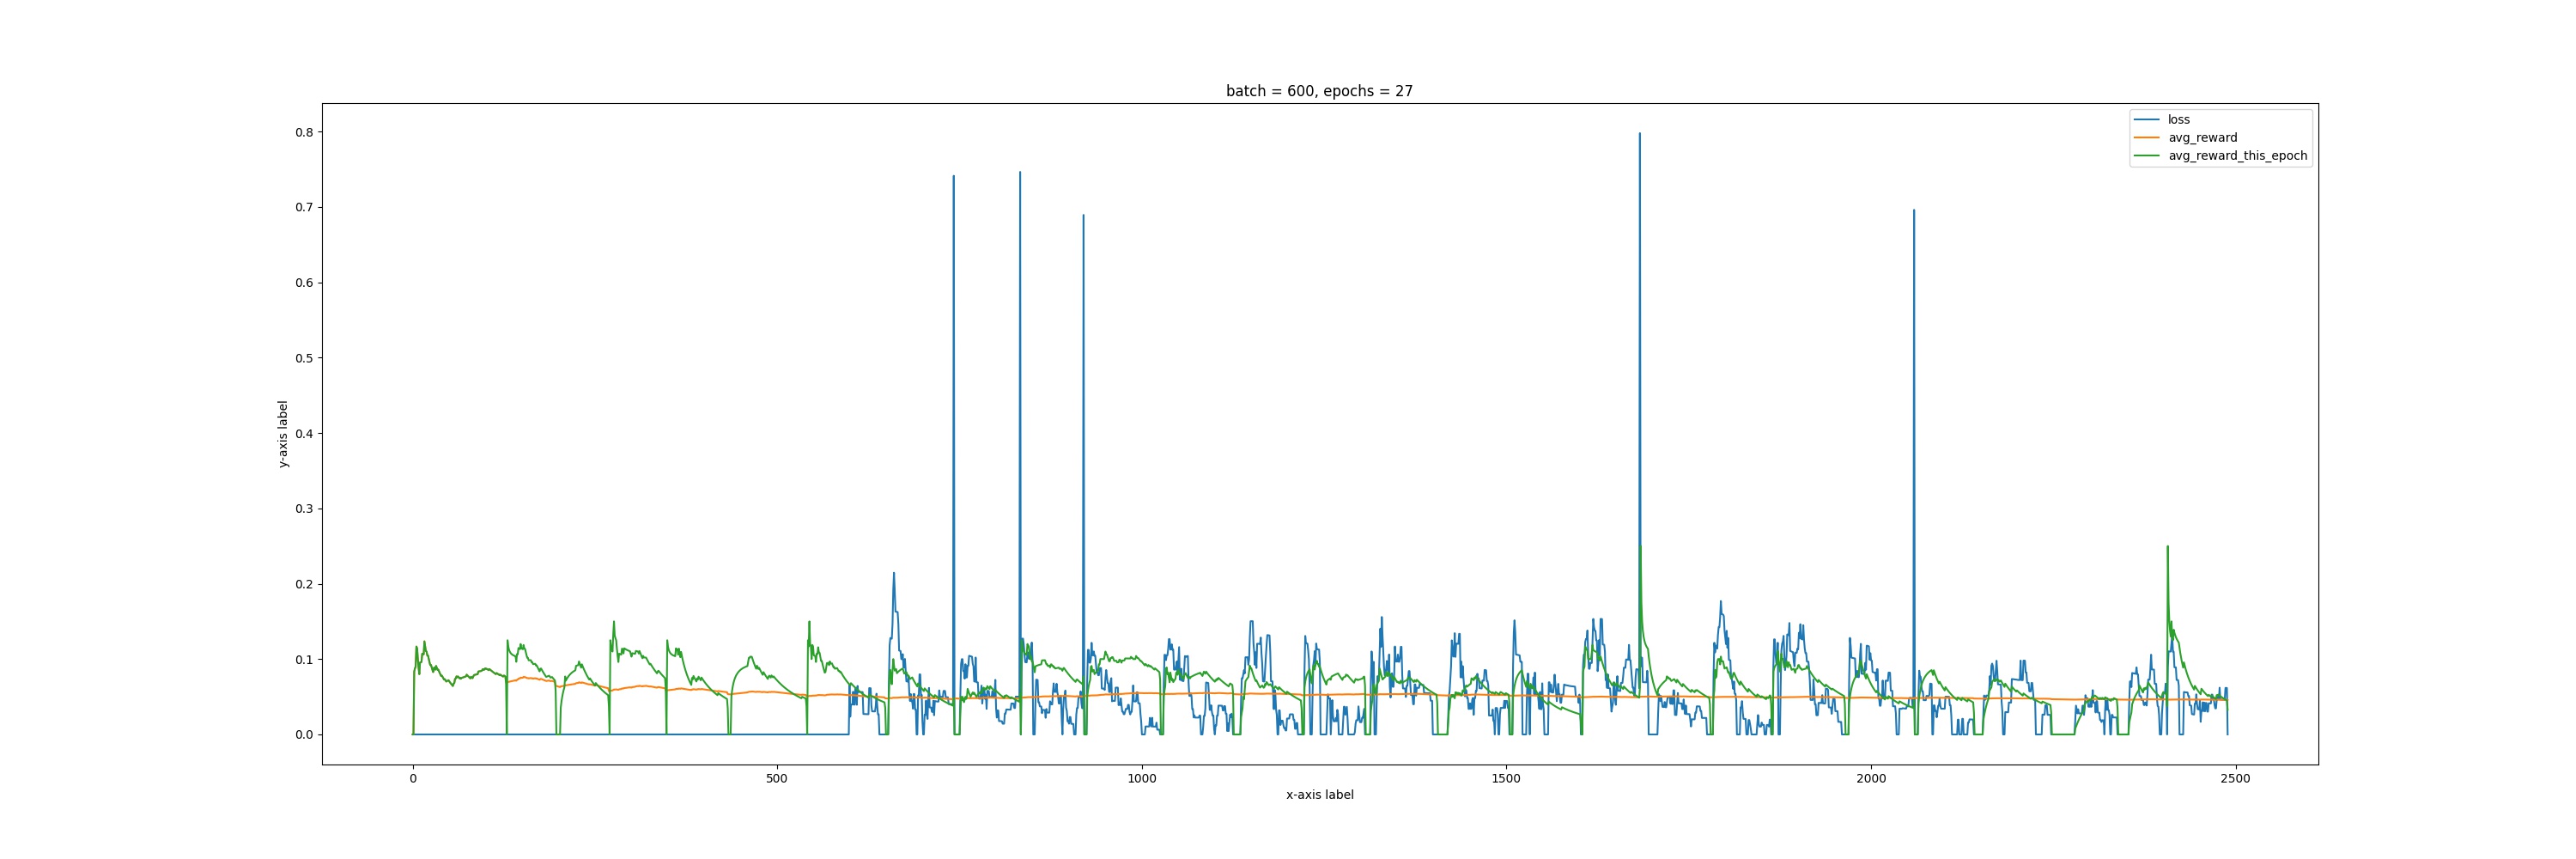 batch = 600, epochs = 27
loss
avg_reward
avg_reward_this_epoch
y-axis label
0.8
0.7
0.6
0.5
0.4
0.3
0.2
0.1
0.0
0 500 1000 1500 2000 2500
x-axis label